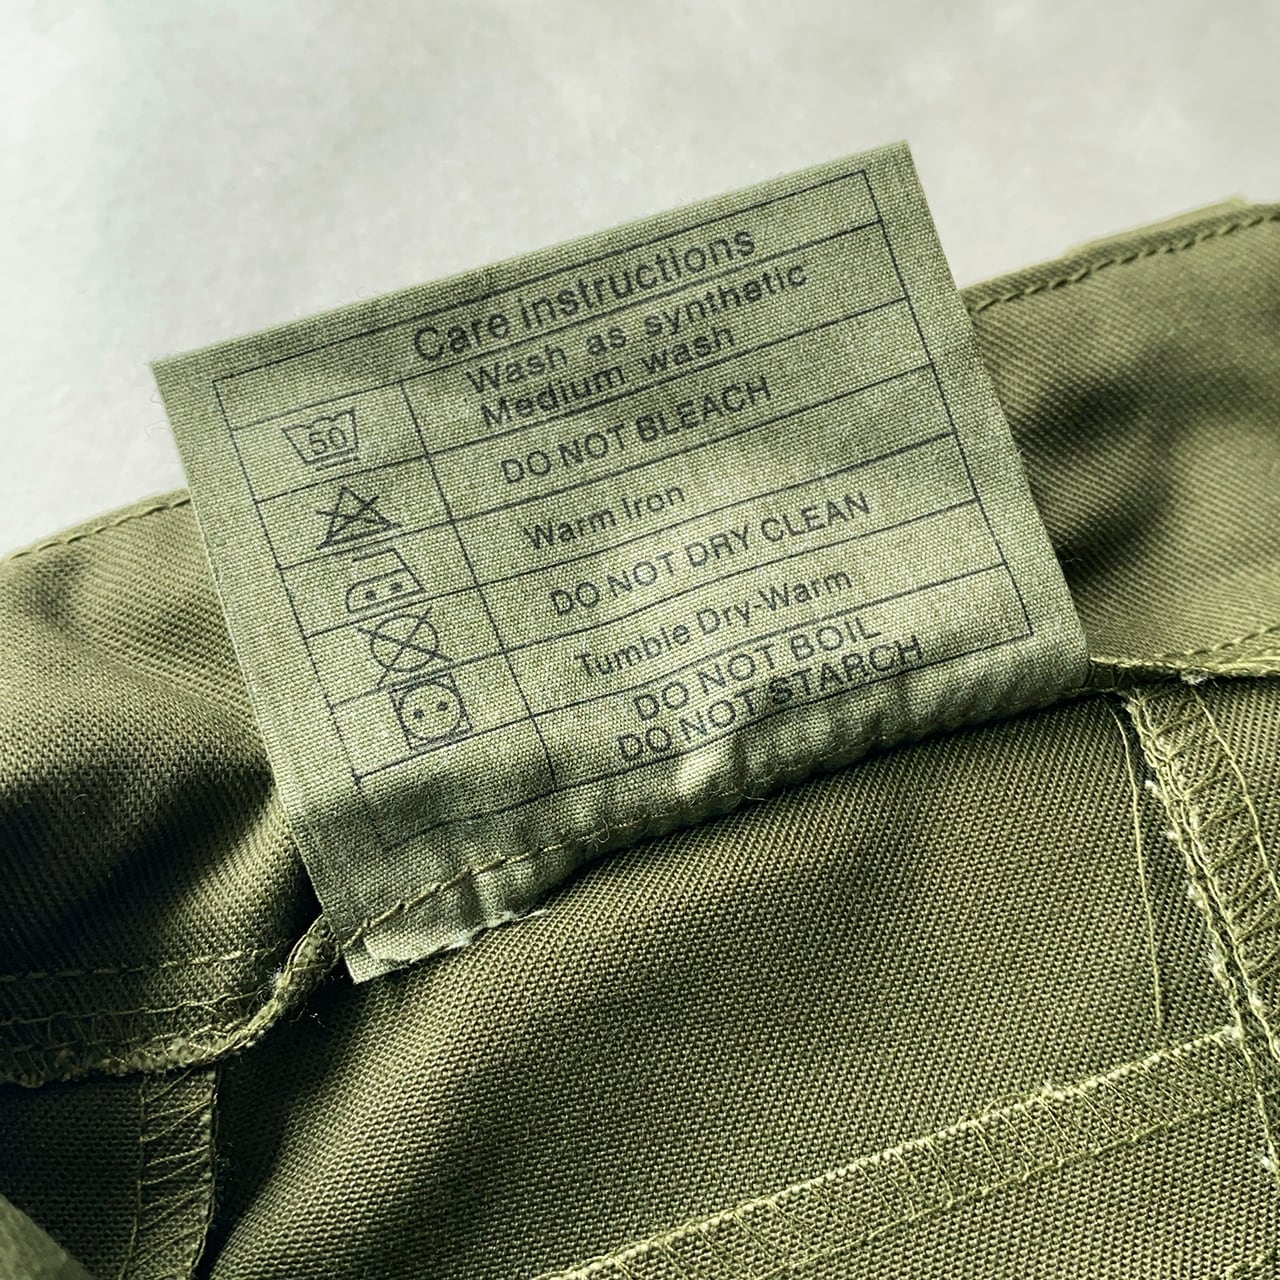 Care instructions
50
Wash as synthetic
Medium wash
DO NOT BLEACH
Warm Iron
DO NOT DRY CLEAN
Tumble Dry-Warm
DO NOT BOIL
DO NOT STARCH